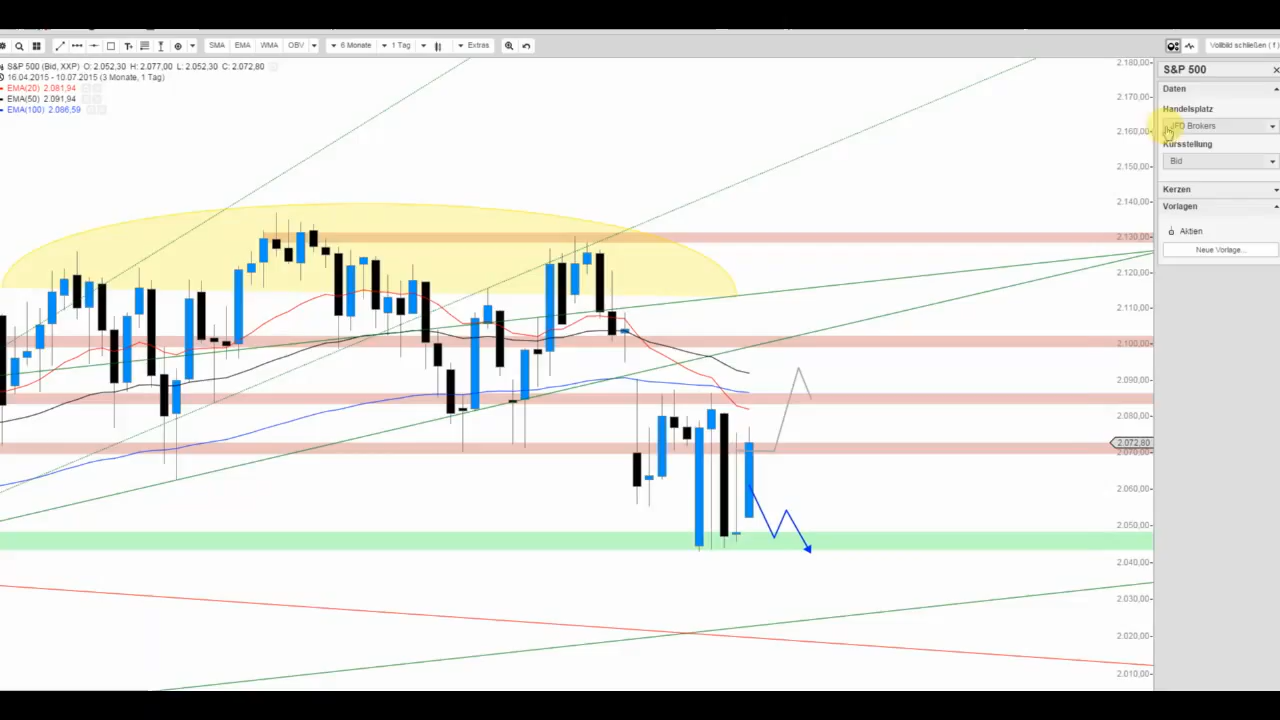 SMA EMA WMA OBV 6 Monate 1 Tag Extras Vollbild schließen ( f )
S&P 500 (Bid, XXP) O: 2.052,30 H: 2.077,00 L: 2.052,30 C: 2.072,80
16.04.2015 - 10.07.2015 (3 Monate, 1 Tag)
EMA(20) 2.081,94
EMA(50) 2.091,94
EMA(100) 2.086,59
2.180,00
2.170,00
2.160,00
2.150,00
2.140,00
2.130,00
2.120,00
2.110,00
2.100,00
2.090,00
2.080,00
2.072,80
2.070,00
2.060,00
2.050,00
2.040,00
2.030,00
2.020,00
2.010,00
S&P 500
Daten
Handelsplatz
JFD Brokers
Kursstellung
Bid
Kerzen
Vorlagen
Aktien
Neue Vorlage...